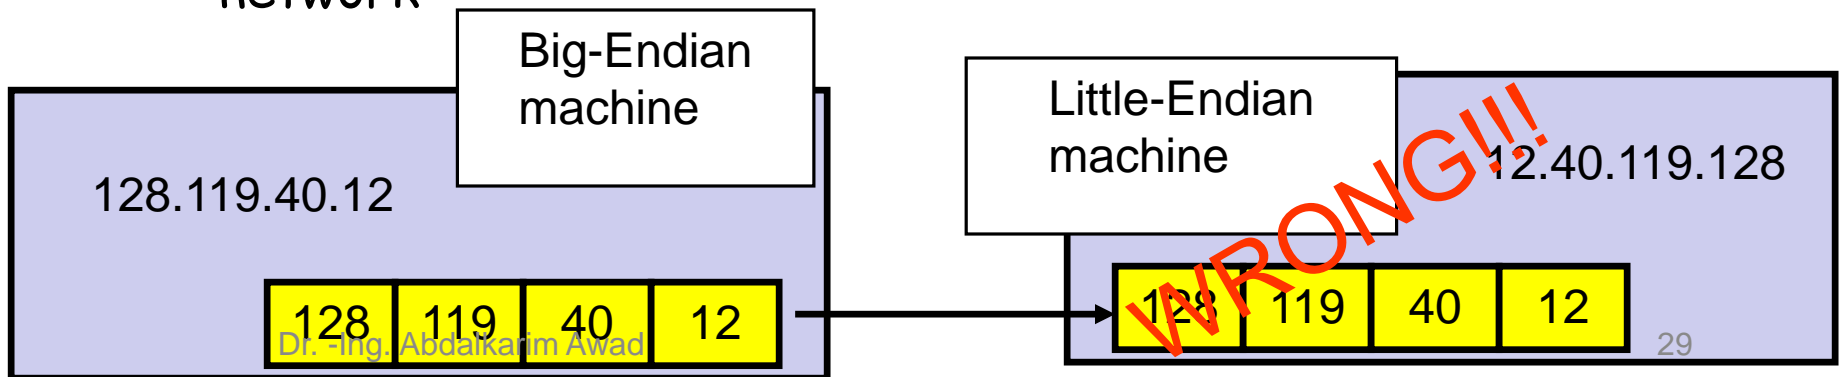 network
Big-Endian
machine
128.119.40.12
128 119 40 12
Dr. -Ing. Abdalkarim Awad
Little-Endian
machine
12.40.119.128
WRONG!!!
128 119 40 12
29